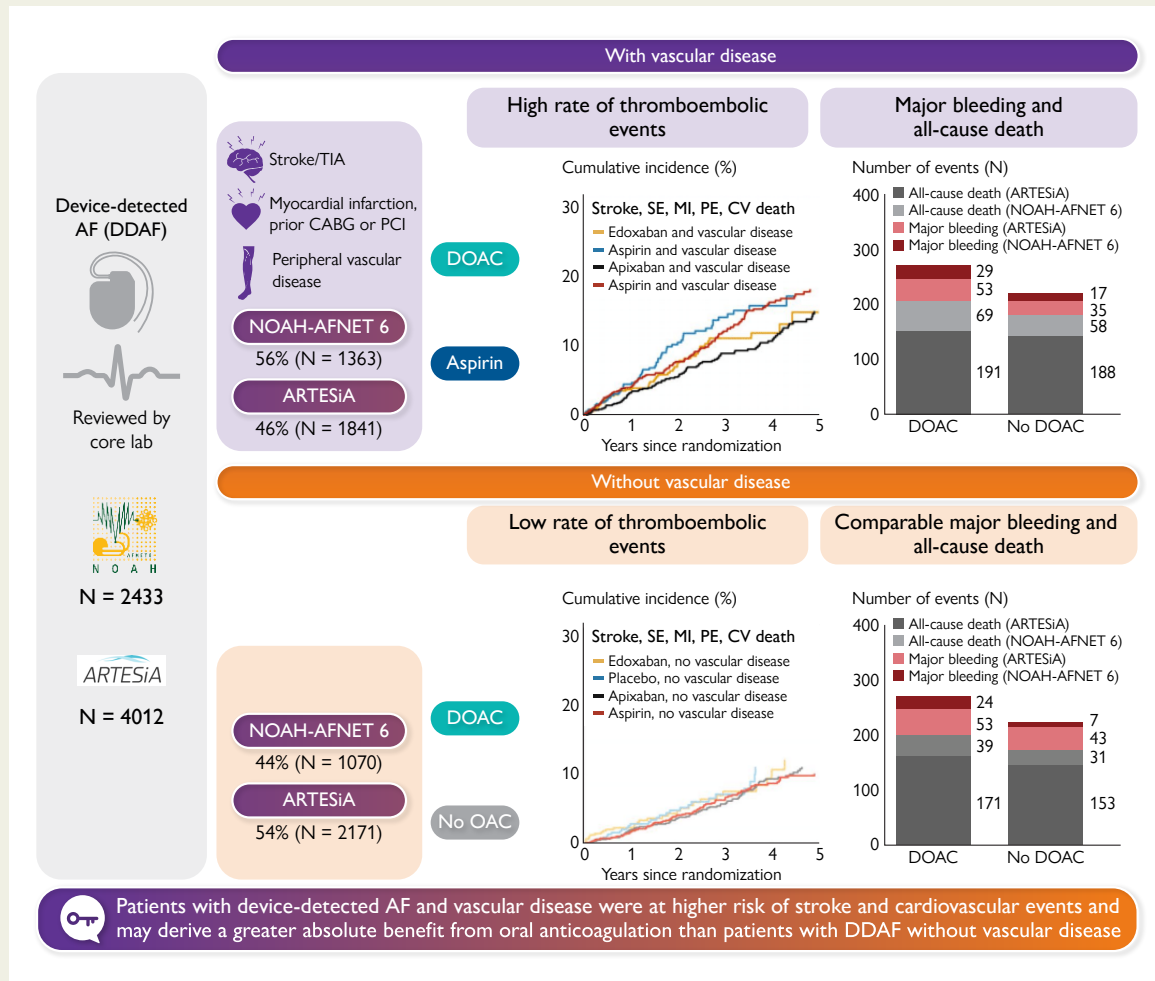 With vascular disease
Device-detected
AF (DDAF)
Reviewed by
core lab
AFNET 6
N O A H
N = 2433
ARTESiA
N = 4012
Stroke/TIA
Myocardial infarction,
prior CABG or PCI
Peripheral vascular
disease
NOAH-AFNET 6
56% (N = 1363)
ARTESiA
46% (N = 1841)
DOAC
Aspirin
High rate of thromboembolic
events
Cumulative incidence (%)
30
20
10
0
Stroke, SE, MI, PE, CV death
Edoxaban and vascular disease
Aspirin and vascular disease
Apixaban and vascular disease
Aspirin and vascular disease
0 1 2 3 4 5
Years since randomization
Major bleeding and
all-cause death
Number of events (N)
400
300
200
100
0
All-cause death (ARTESiA)
All-cause death (NOAH-AFNET 6)
Major bleeding (ARTESiA)
Major bleeding (NOAH-AFNET 6)
29
53
69
191
17
35
58
188
DOAC No DOAC
Without vascular disease
NOAH-AFNET 6
44% (N = 1070)
ARTESiA
54% (N = 2171)
DOAC
No OAC
Low rate of thromboembolic
events
Cumulative incidence (%)
30
20
10
0
Stroke, SE, MI, PE, CV death
Edoxaban, no vascular disease
Placebo, no vascular disease
Apixaban, no vascular disease
Aspirin, no vascular disease
0 1 2 3 4 5
Years since randomization
Comparable major bleeding and
all-cause death
Number of events (N)
400
300
200
100
0
All-cause death (ARTESiA)
All-cause death (NOAH-AFNET 6)
Major bleeding (ARTESiA)
Major bleeding (NOAH-AFNET 6)
24
53
39
171
7
43
31
153
DOAC No DOAC
Patients with device-detected AF and vascular disease were at higher risk of stroke and cardiovascular events and
may derive a greater absolute benefit from oral anticoagulation than patients with DDAF without vascular disease